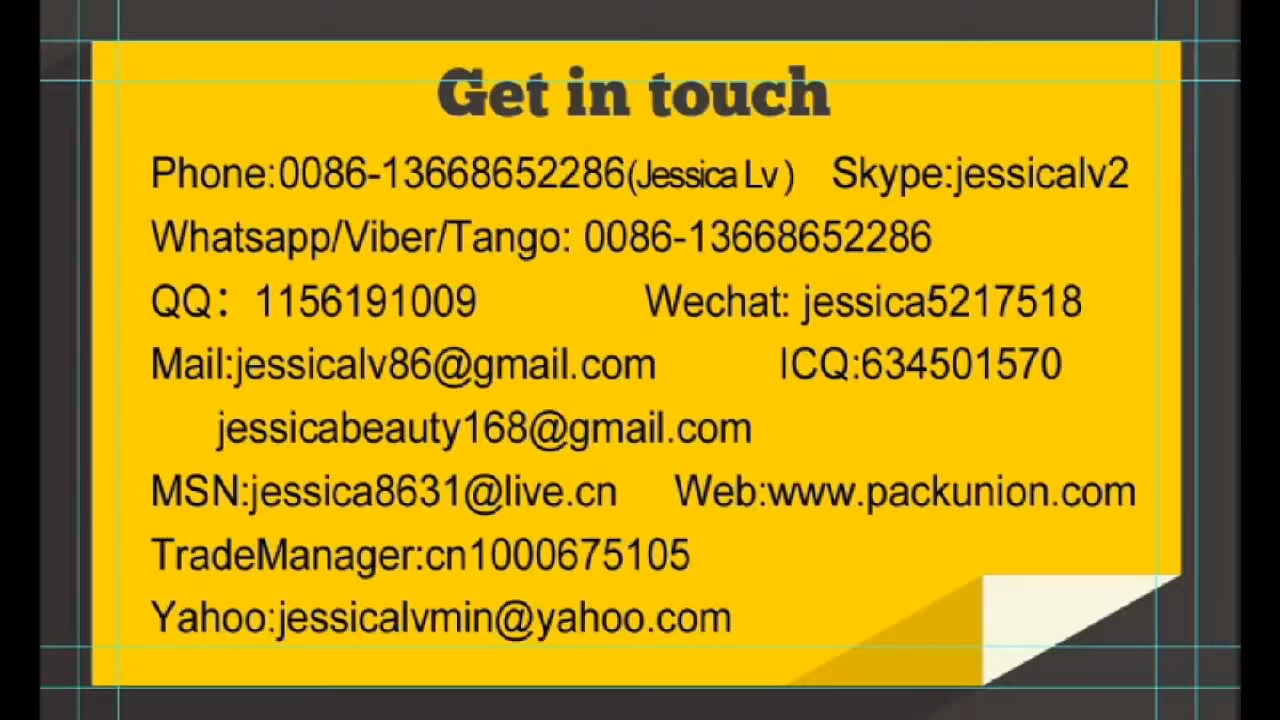 Get in touch
Phone:0086-13668652286(Jessica Lv ) Skype:jessicalv2
Whatsapp/Viber/Tango: 0086-13668652286
QQ：1156191009 Wechat: jessica5217518
Mail:jessicalv86@gmail.com ICQ:634501570
jessicabeauty168@gmail.com
MSN:jessica8631@live.cn Web:www.packunion.com
TradeManager:cn1000675105
Yahoo:jessicalvmin@yahoo.com